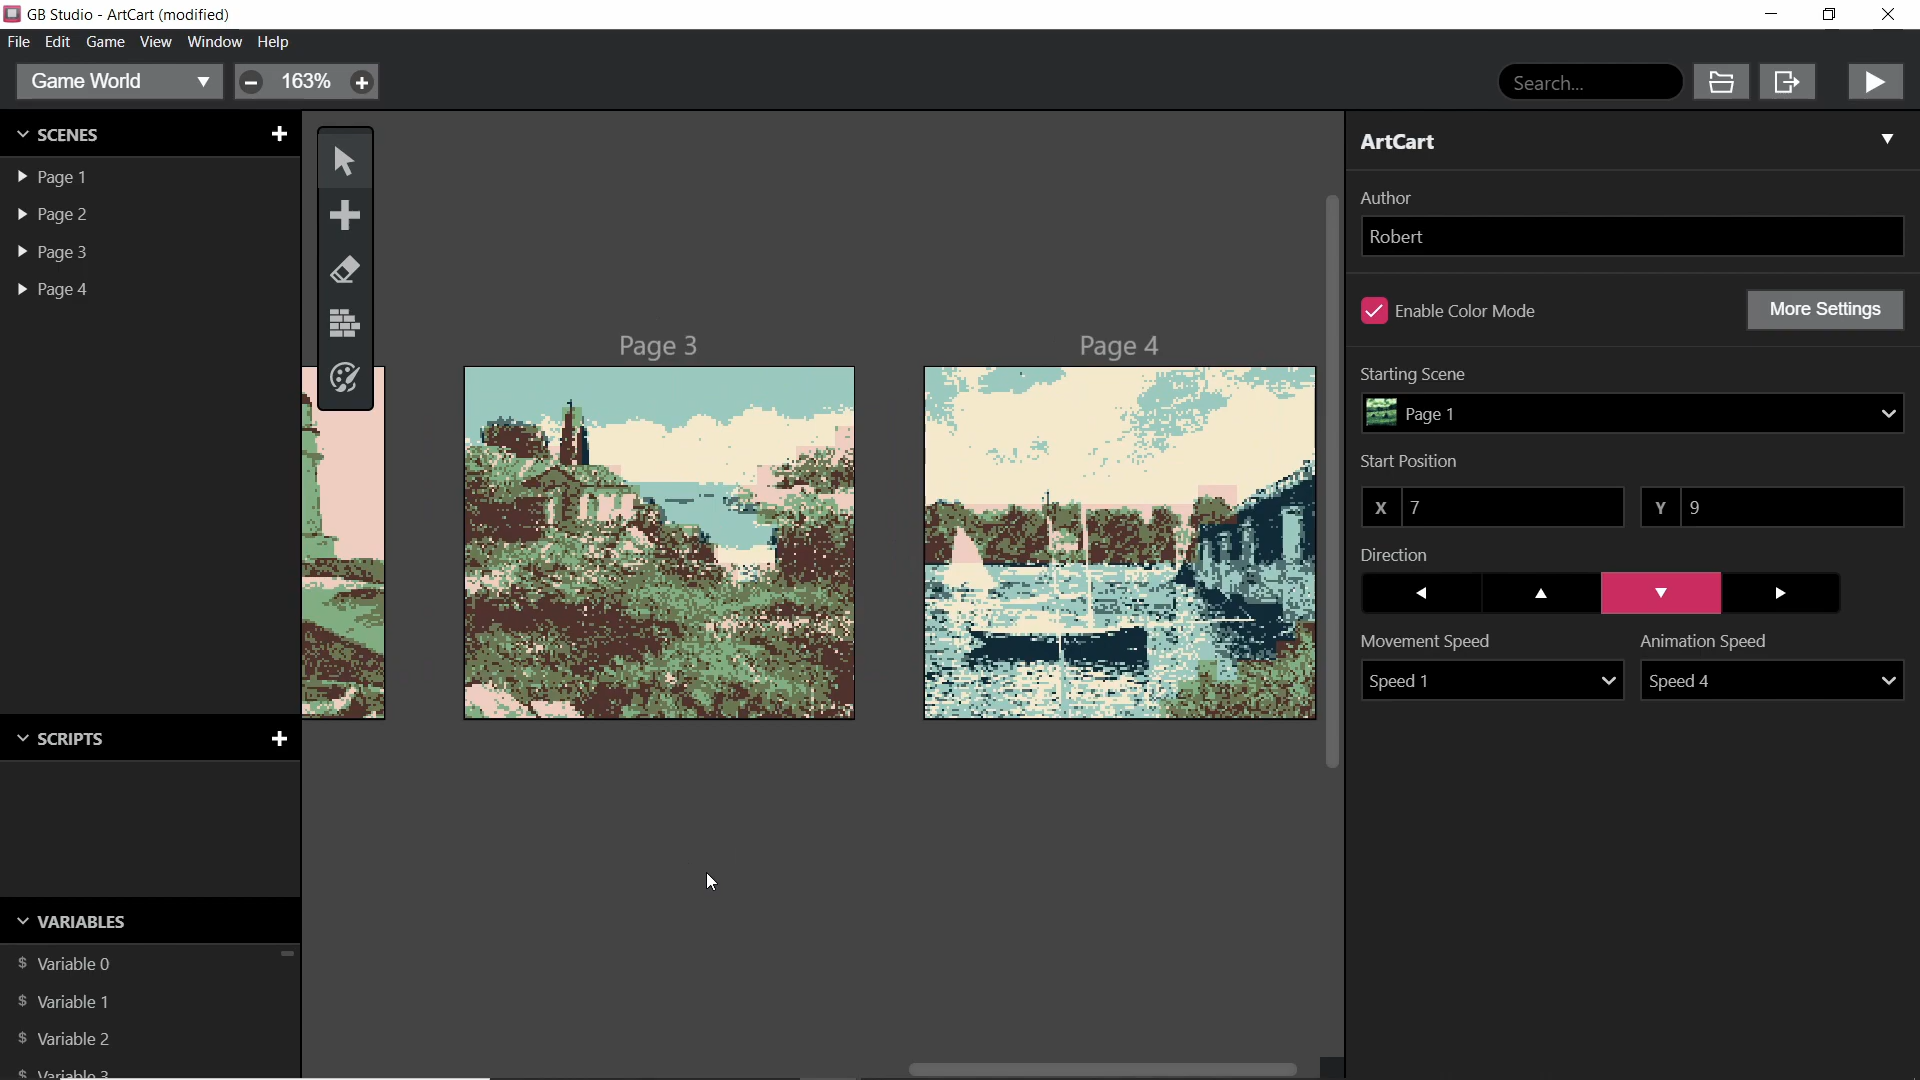 GB Studio - ArtCart (modified)
File Edit Game View Window Help
Game World
163%
Search...
SCENES
Page 1
Page 2
Page 3
Page 4
SCRIPTS
VARIABLES
$ Variable 0
$ Variable 1
$ Variable 2
$ Variable 3
Page 3
Page 4
ArtCart
Author
Robert
Enable Color Mode
More Settings
Starting Scene
Page 1
Start Position
X 7
Y 9
Direction
Movement Speed
Animation Speed
Speed 1
Speed 4